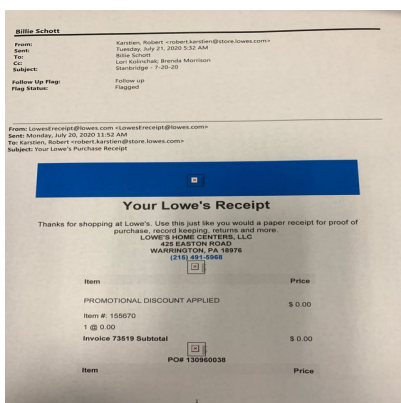 Billie Schott
From: Karstien, Robert <robert.karstien@store.lowes.com>
Sent: Tuesday, July 21, 2020 5:32 AM
To: Billie Schott
Cc: Lori Kolinchak; Brenda Morrison
Subject: Stanbridge - 7-20-20
Follow Up Flag: Follow up
Flag Status: Flagged
From: LowesEreceipt@lowes.com <LowesEreceipt@lowes.com>
Sent: Monday, July 20, 2020 11:52 AM
To: Karstien, Robert <robert.karstien@store.lowes.com>
Subject: Your Lowe's Purchase Receipt
Your Lowe's Receipt
Thanks for shopping at Lowe's. Use this just like you would a paper receipt for proof of
purchase, record keeping, returns and more.
LOWE'S HOME CENTERS, LLC
425 EASTON ROAD
WARRINGTON, PA 18976
(215) 491-5968
Item Price
PROMOTIONAL DISCOUNT APPLIED $ 0.00
Item #: 155670
1 @ 0.00
Invoice 73519 Subtotal $ 0.00
PO# 130960038
Item Price